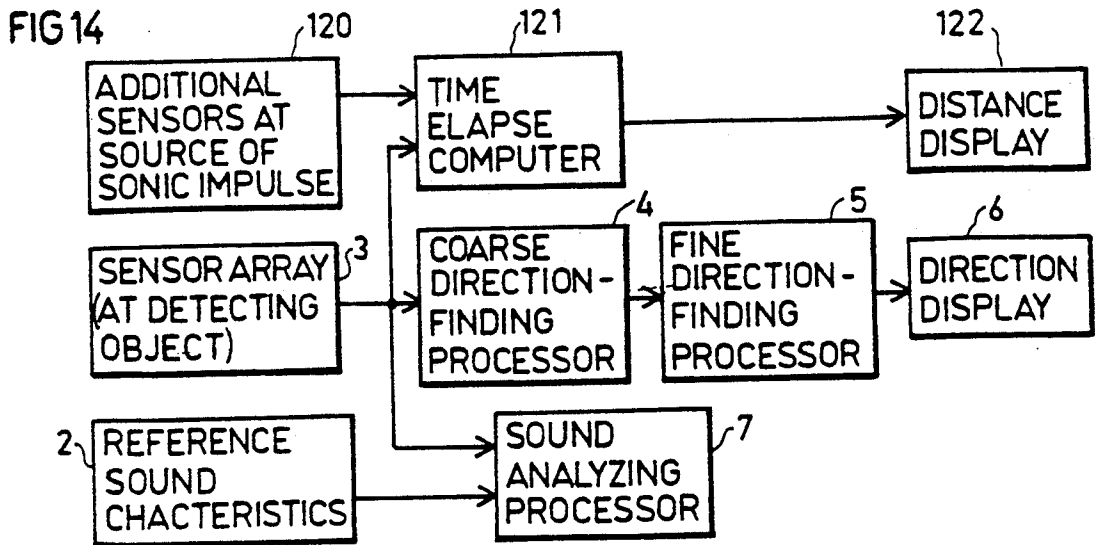 FIG 14
120
121
122
ADDITIONAL
SENSORS AT
SOURCE OF
SONIC IMPULSE
TIME
ELAPSE
COMPUTER
DISTANCE
DISPLAY
3
4
5
6
SENSOR ARRAY
(AT DETECTING
OBJECT)
COARSE
DIRECTION-
FINDING
PROCESSOR
FINE
DIRECTION-
FINDING
PROCESSOR
DIRECTION
DISPLAY
2
7
REFERENCE
SOUND
CHACTERISTICS
SOUND
ANALYZING
PROCESSOR